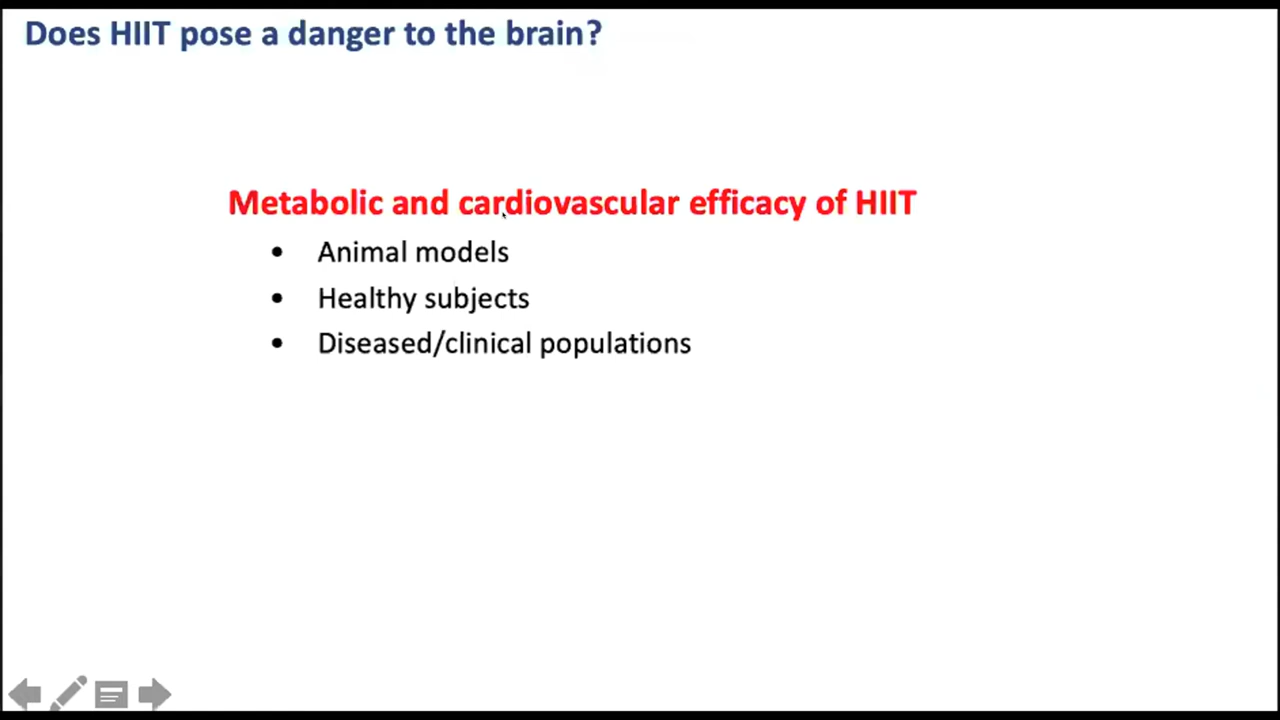 Does HIIT pose a danger to the brain?
Metabolic and cardiovascular efficacy of HIIT
• Animal models
• Healthy subjects
• Diseased/clinical populations